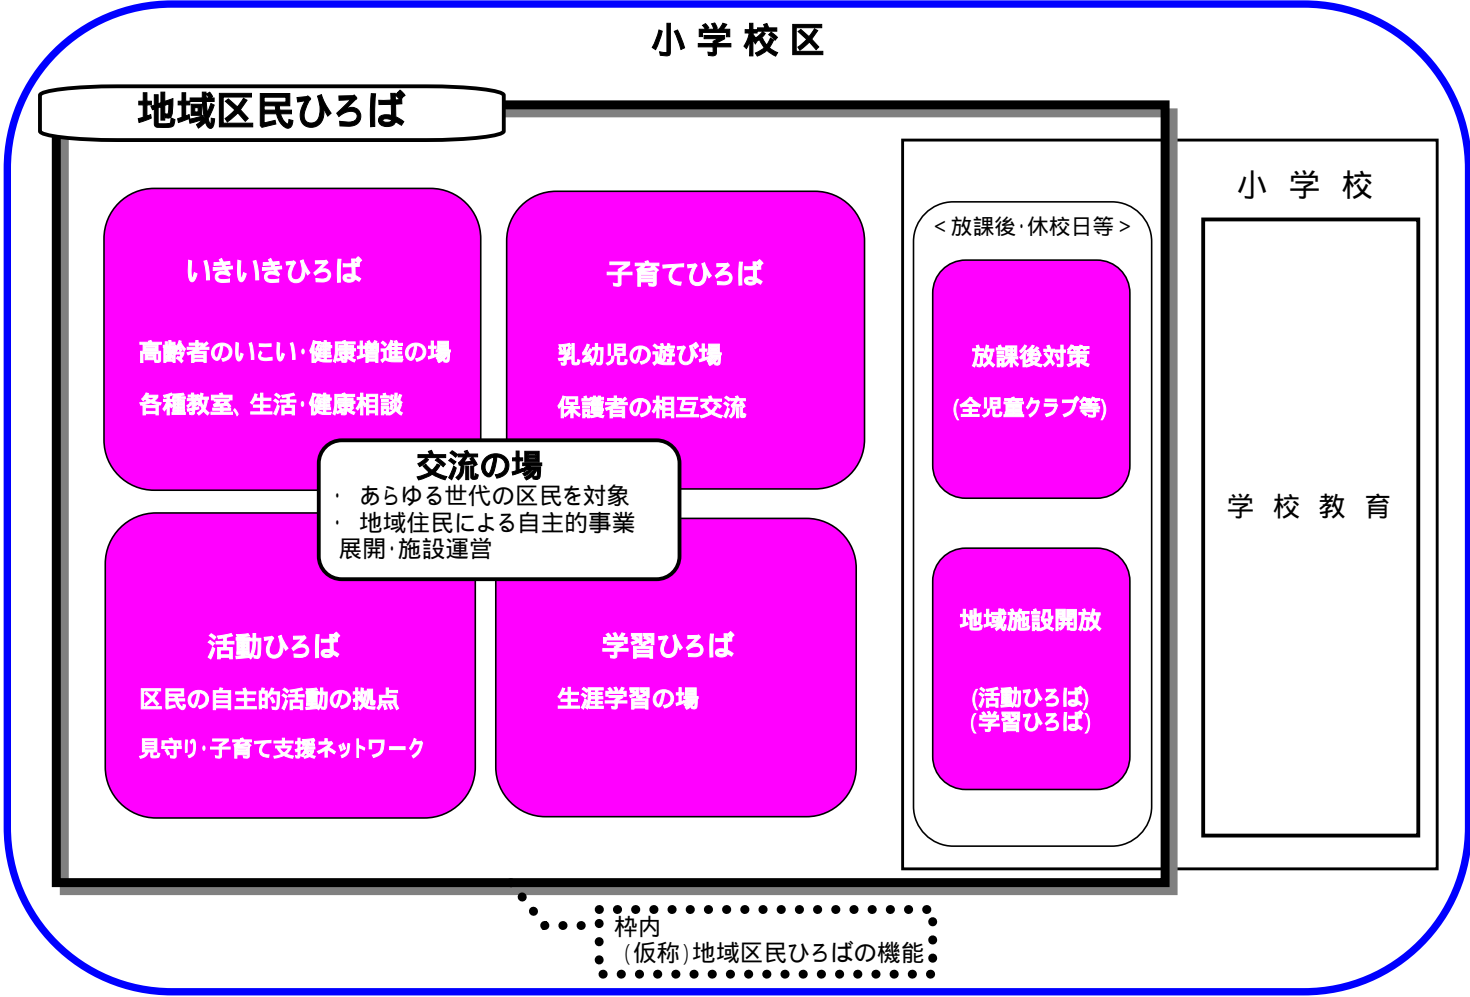 小学校区
地域区民ひろば
いきいきひろば
高齢者のいこい・健康増進の場
各種教室、生活・健康相談
子育てひろば
乳幼児の遊び場
保護者の相互交流
交流の場
・ あらゆる世代の区民を対象
・ 地域住民による自主的事業
展開・施設運営
活動ひろば
区民の自主的活動の拠点
見守り・子育て支援ネットワーク
学習ひろば
生涯学習の場
<放課後・休校日等>
放課後対策
(全児童クラブ等)
地域施設開放
(活動ひろば)
(学習ひろば)
小学校
学校教育
枠内
(仮称)地域区民ひろばの機能